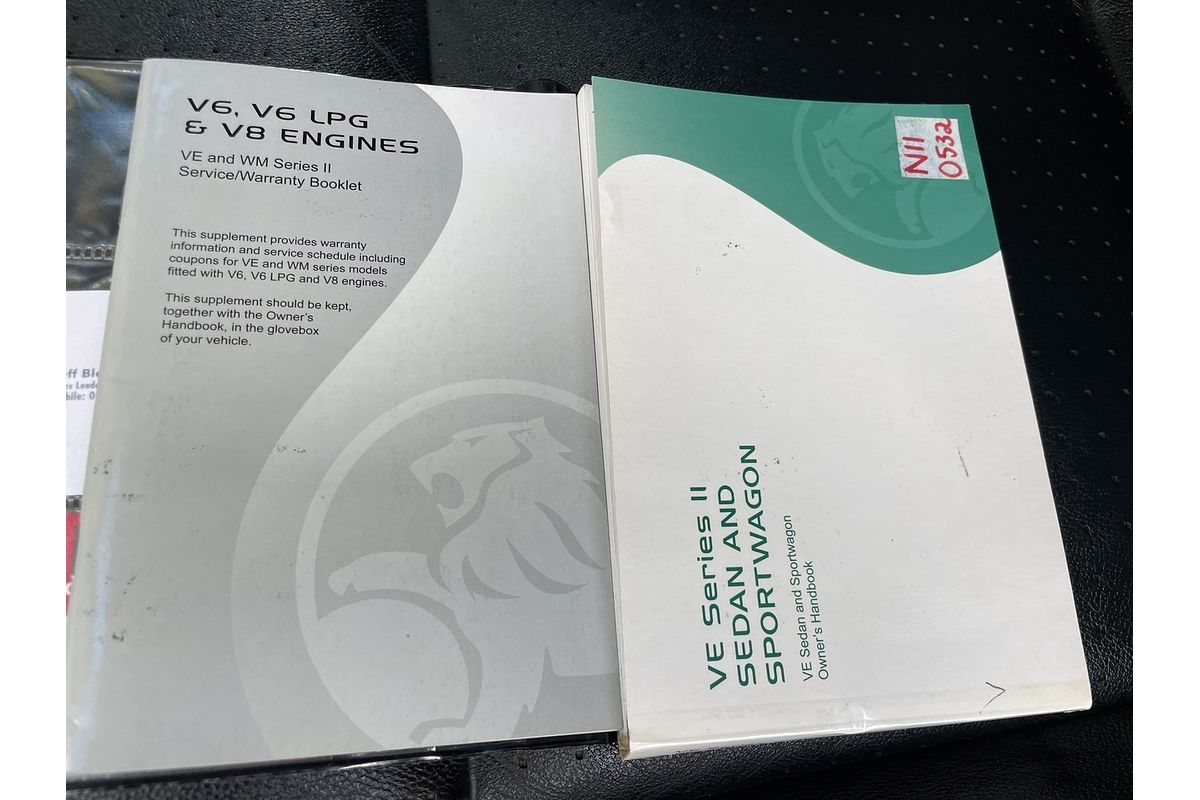 V6, V6 LPG
& V8 ENGINES
VE and WM Series II
Service/Warranty Booklet
This supplement provides warranty
information and service schedule including
coupons for VE and WM series models
fitted with V6, V6 LPG and V8 engines.
This supplement should be kept,
together with the Owner's
Handbook, in the glovebox
of your vehicle.
N11
0532
VE Series II
SEDAN AND
SPORTWAGON
VE Sedan and Sportwagon
Owner's Handbook